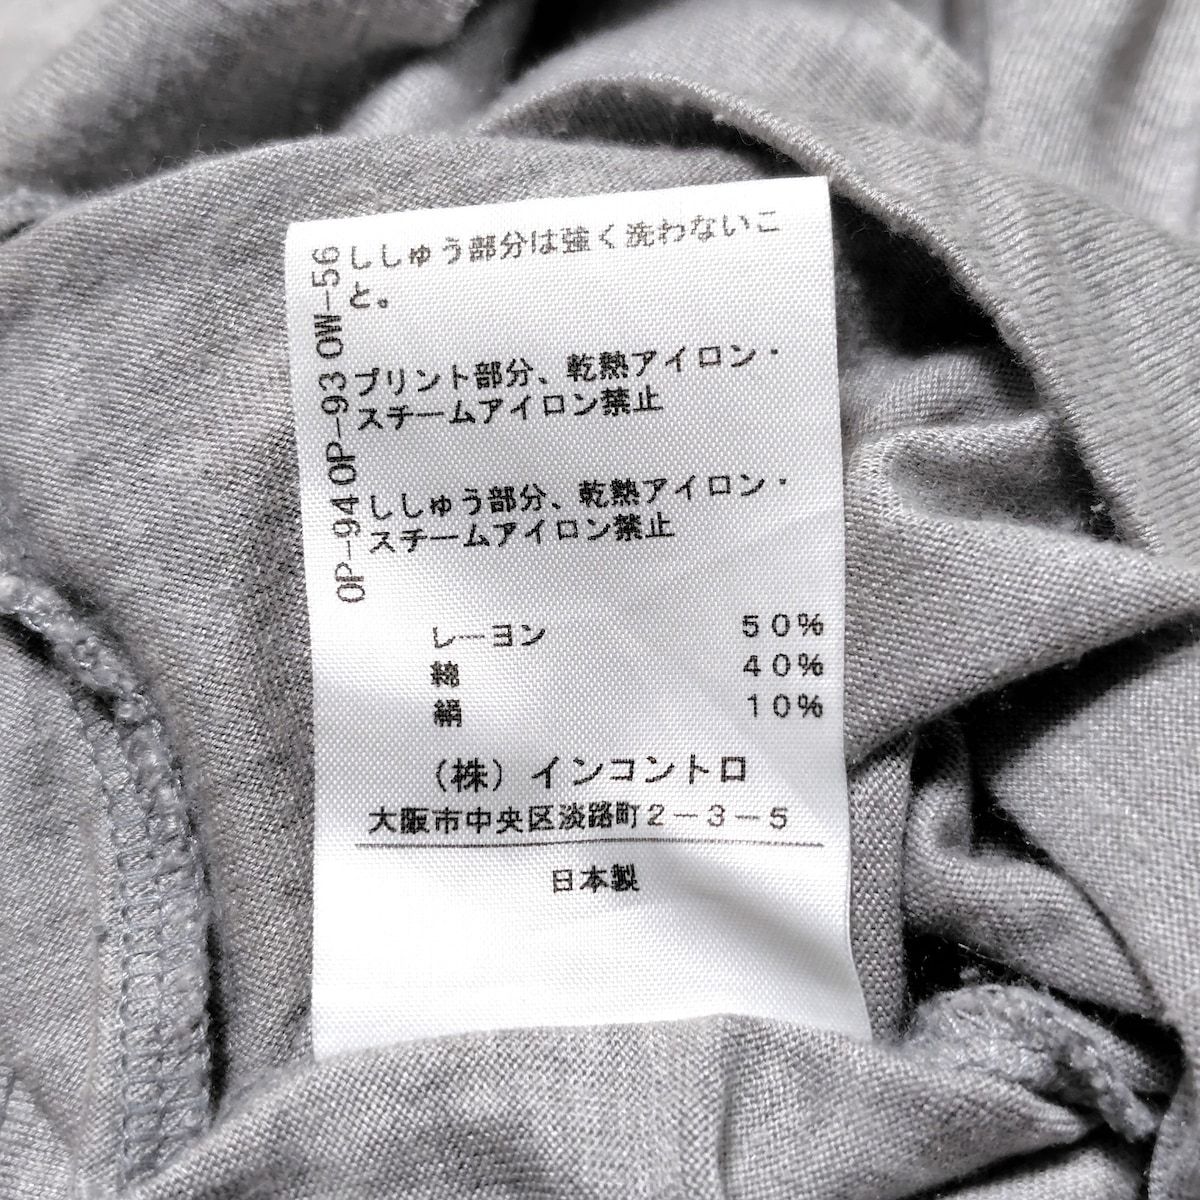 OW-56
OP-93
OP-94
ししゅう部分は強く洗わないこ
と。
プリント部分、乾熱アイロン・
スチームアイロン禁止
ししゅう部分、乾熱アイロン・
スチームアイロン禁止
レーヨン 50%
綿 40%
絹 10%
(株)インコントロ
大阪市中央区淡路町2-3-5
日本製